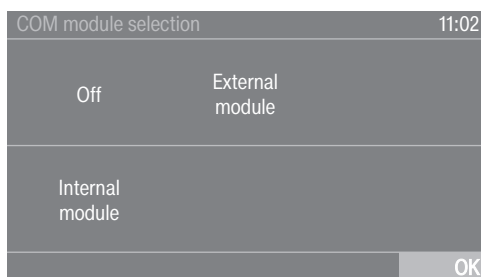 COM module selection 11:02
Off
External
module
Internal
module
OK